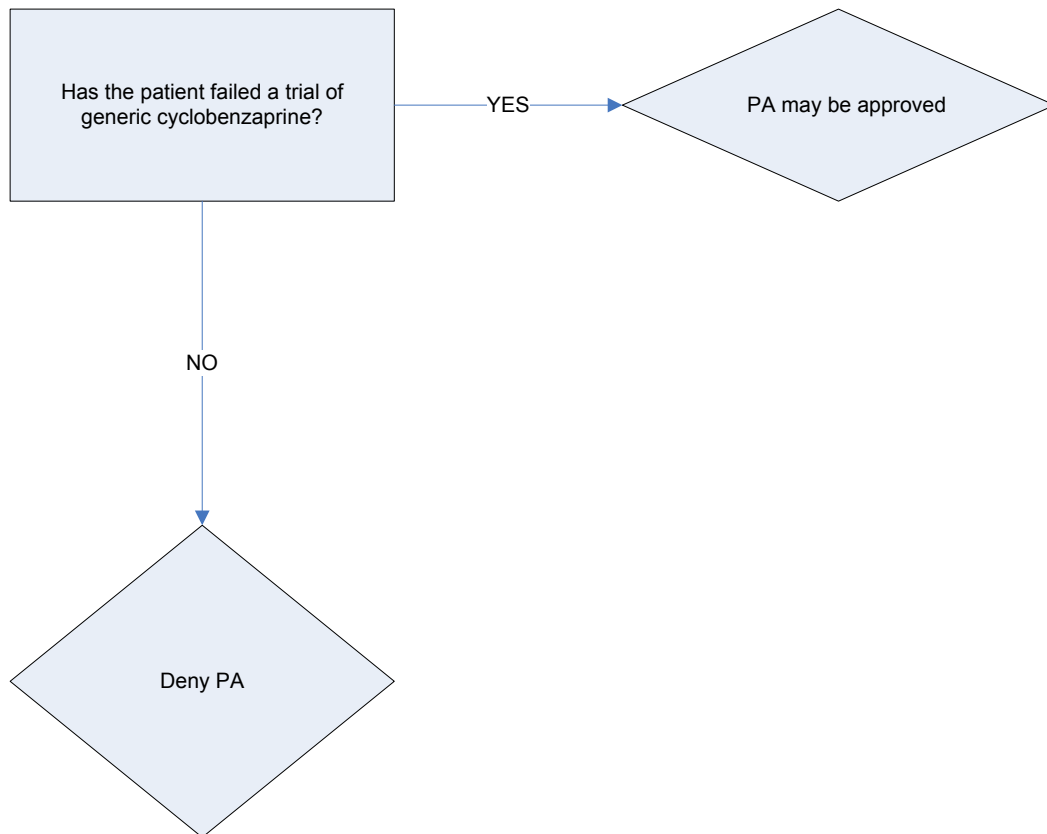 Has the patient failed a trial of
generic cyclobenzaprine?
YES
PA may be approved
NO
Deny PA